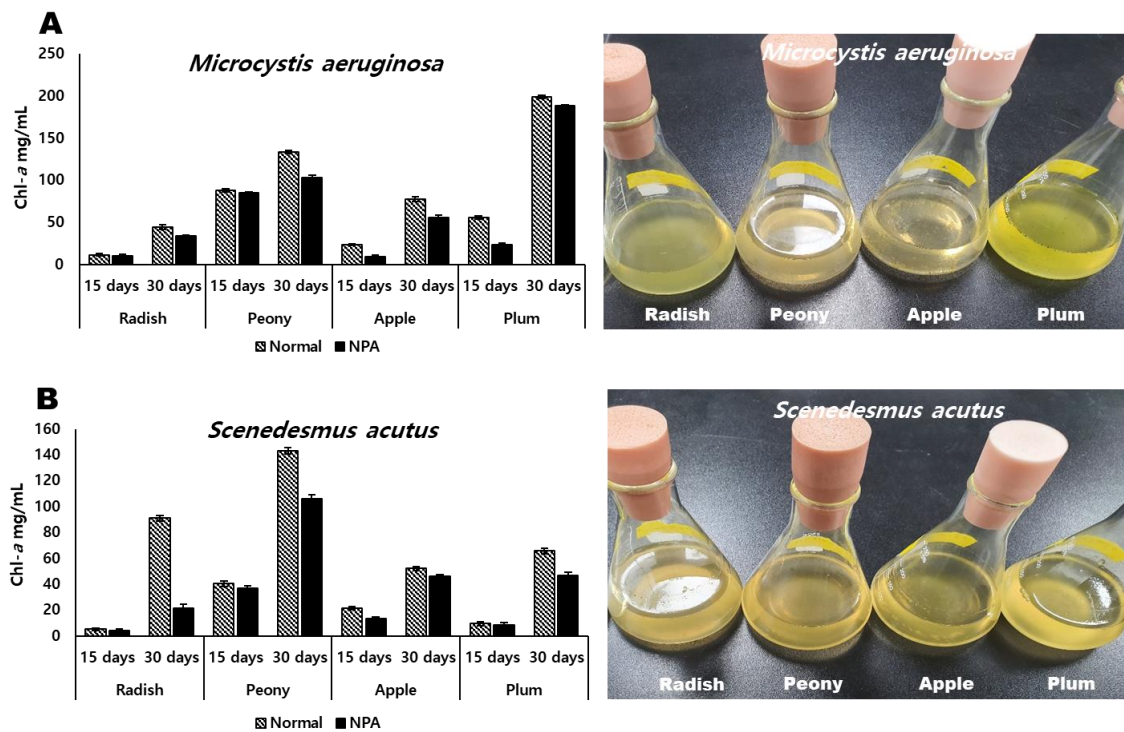 A
Microcystis aeruginosa
Chl-a mg/mL
250
200
150
100
50
0
15 days 30 days 15 days 30 days 15 days 30 days 15 days 30 days
Radish Peony Apple Plum
Normal NPA
Microcystis aeruginosa
Radish Peony Apple Plum
B
Scenedesmus acutus
Chl-a mg/mL
160
140
120
100
80
60
40
20
0
15 days 30 days 15 days 30 days 15 days 30 days 15 days 30 days
Radish Peony Apple Plum
Normal NPA
Scenedesmus acutus
Radish Peony Apple Plum